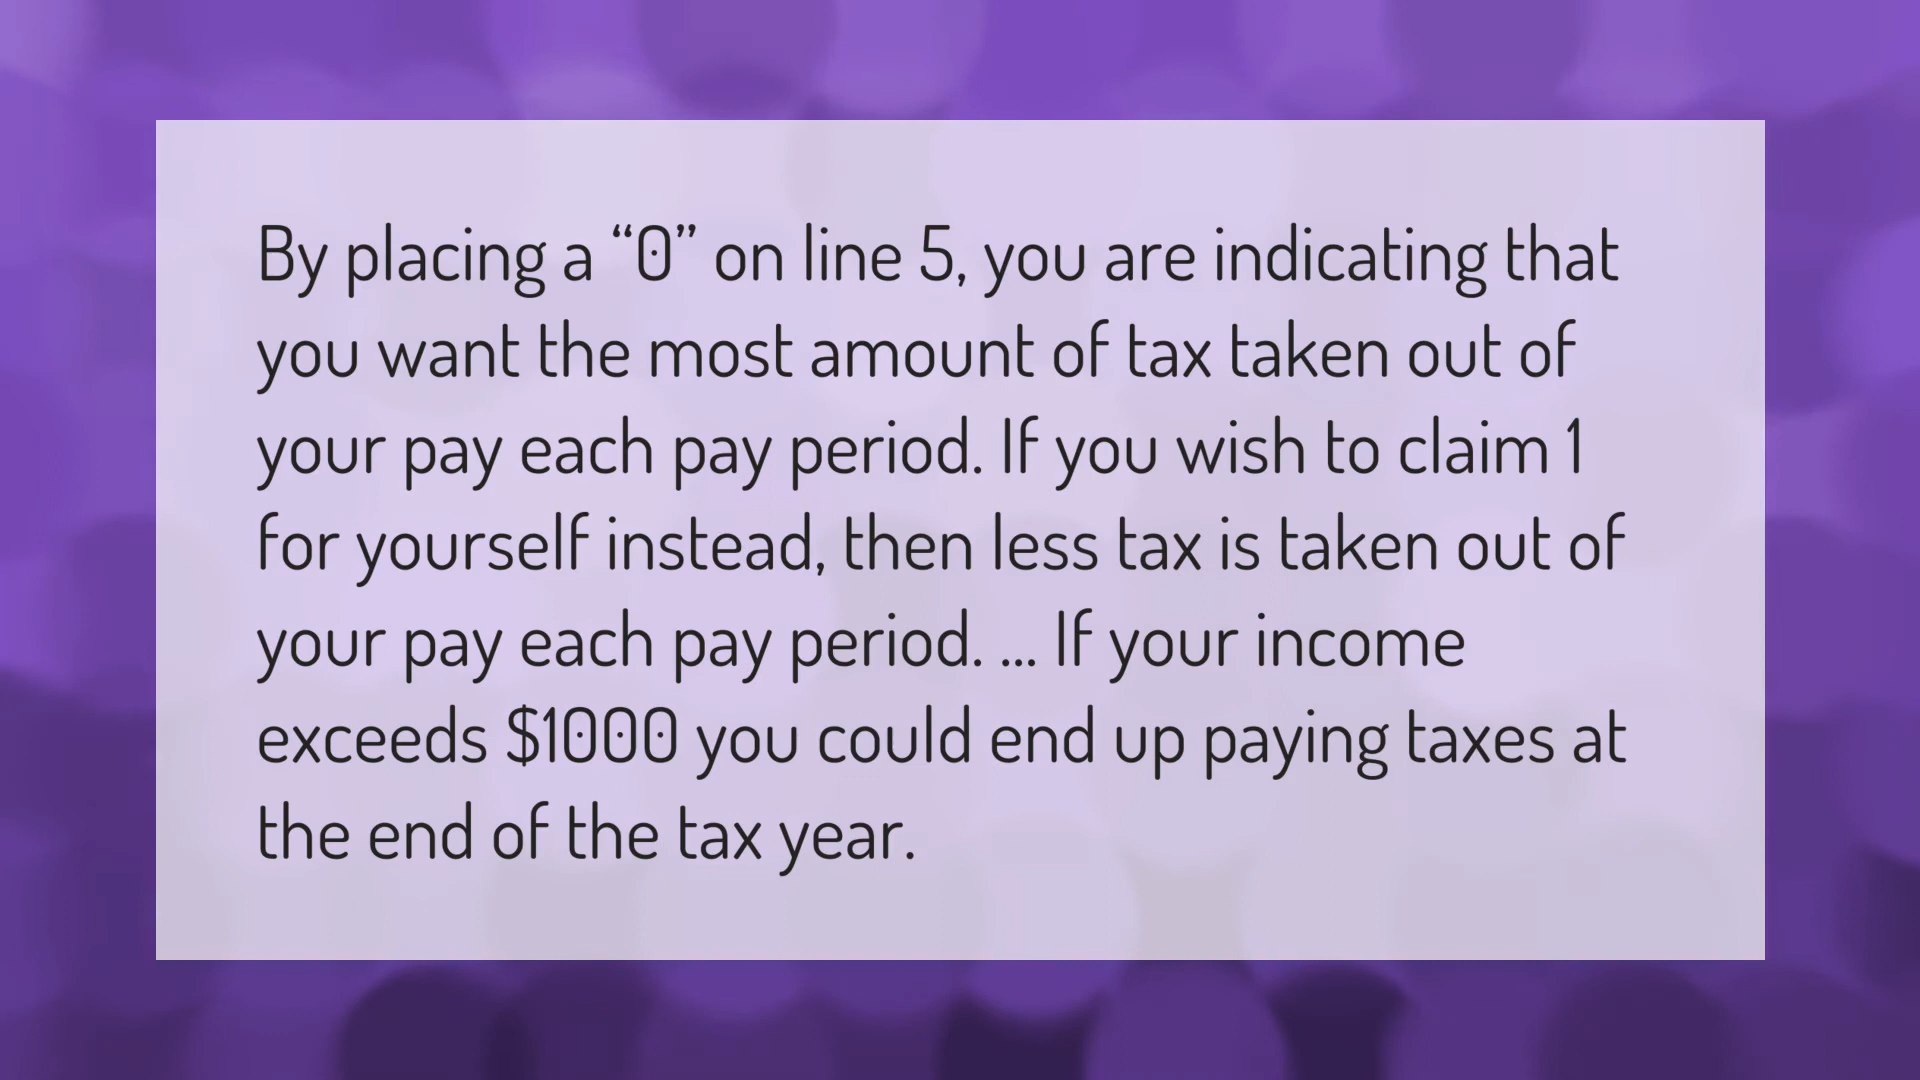 By placing a “0” on line 5, you are indicating that
you want the most amount of tax taken out of
your pay each pay period. If you wish to claim 1
for yourself instead, then less tax is taken out of
your pay each pay period. ... If your income
exceeds $1000 you could end up paying taxes at
the end of the tax year.